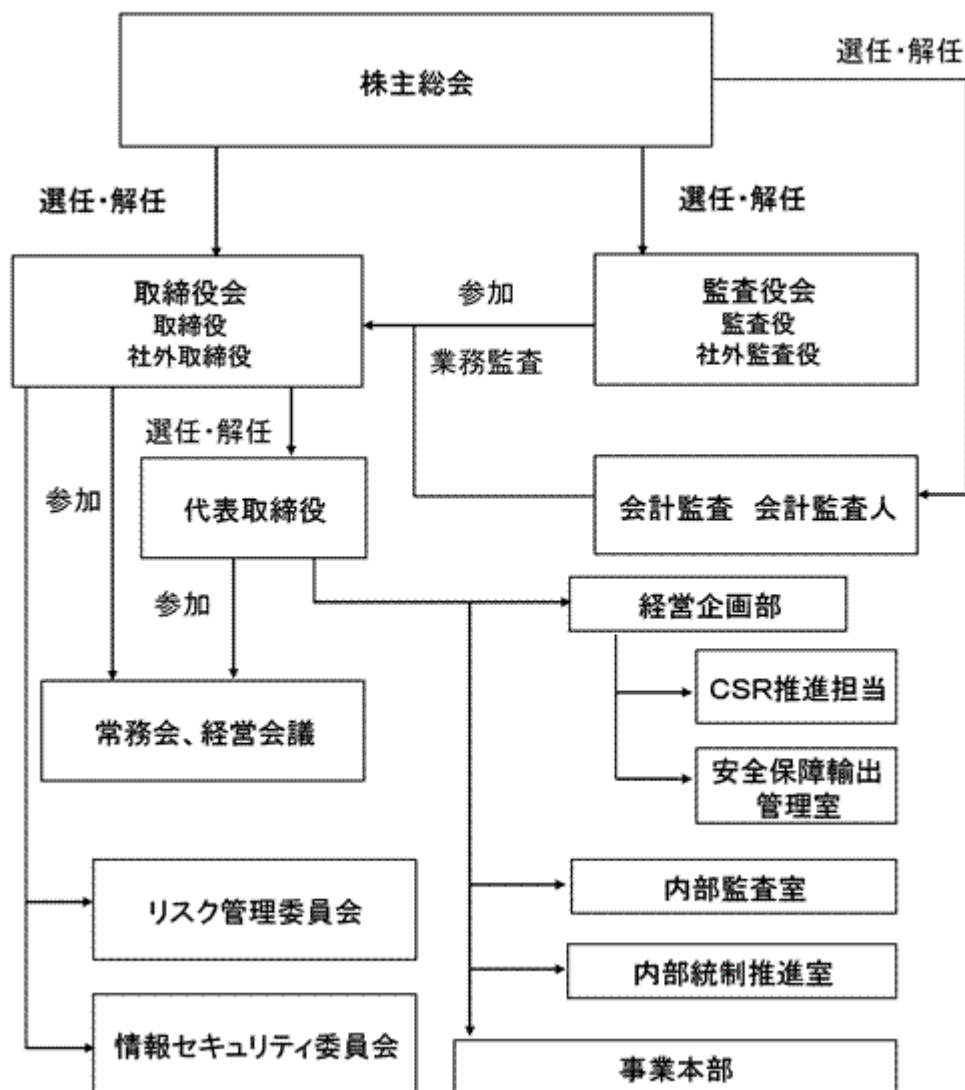 株主総会
選任・解任
選任・解任
選任・解任
取締役会
取締役
社外取締役
参加
業務監査
監査役会
監査役
社外監査役
選任・解任
参加
代表取締役
会計監査 会計監査人
参加
経営企画部
CSR推進担当
常務会、経営会議
安全保障輸出
管理室
リスク管理委員会
内部監査室
内部統制推進室
情報セキュリティ委員会
事業本部